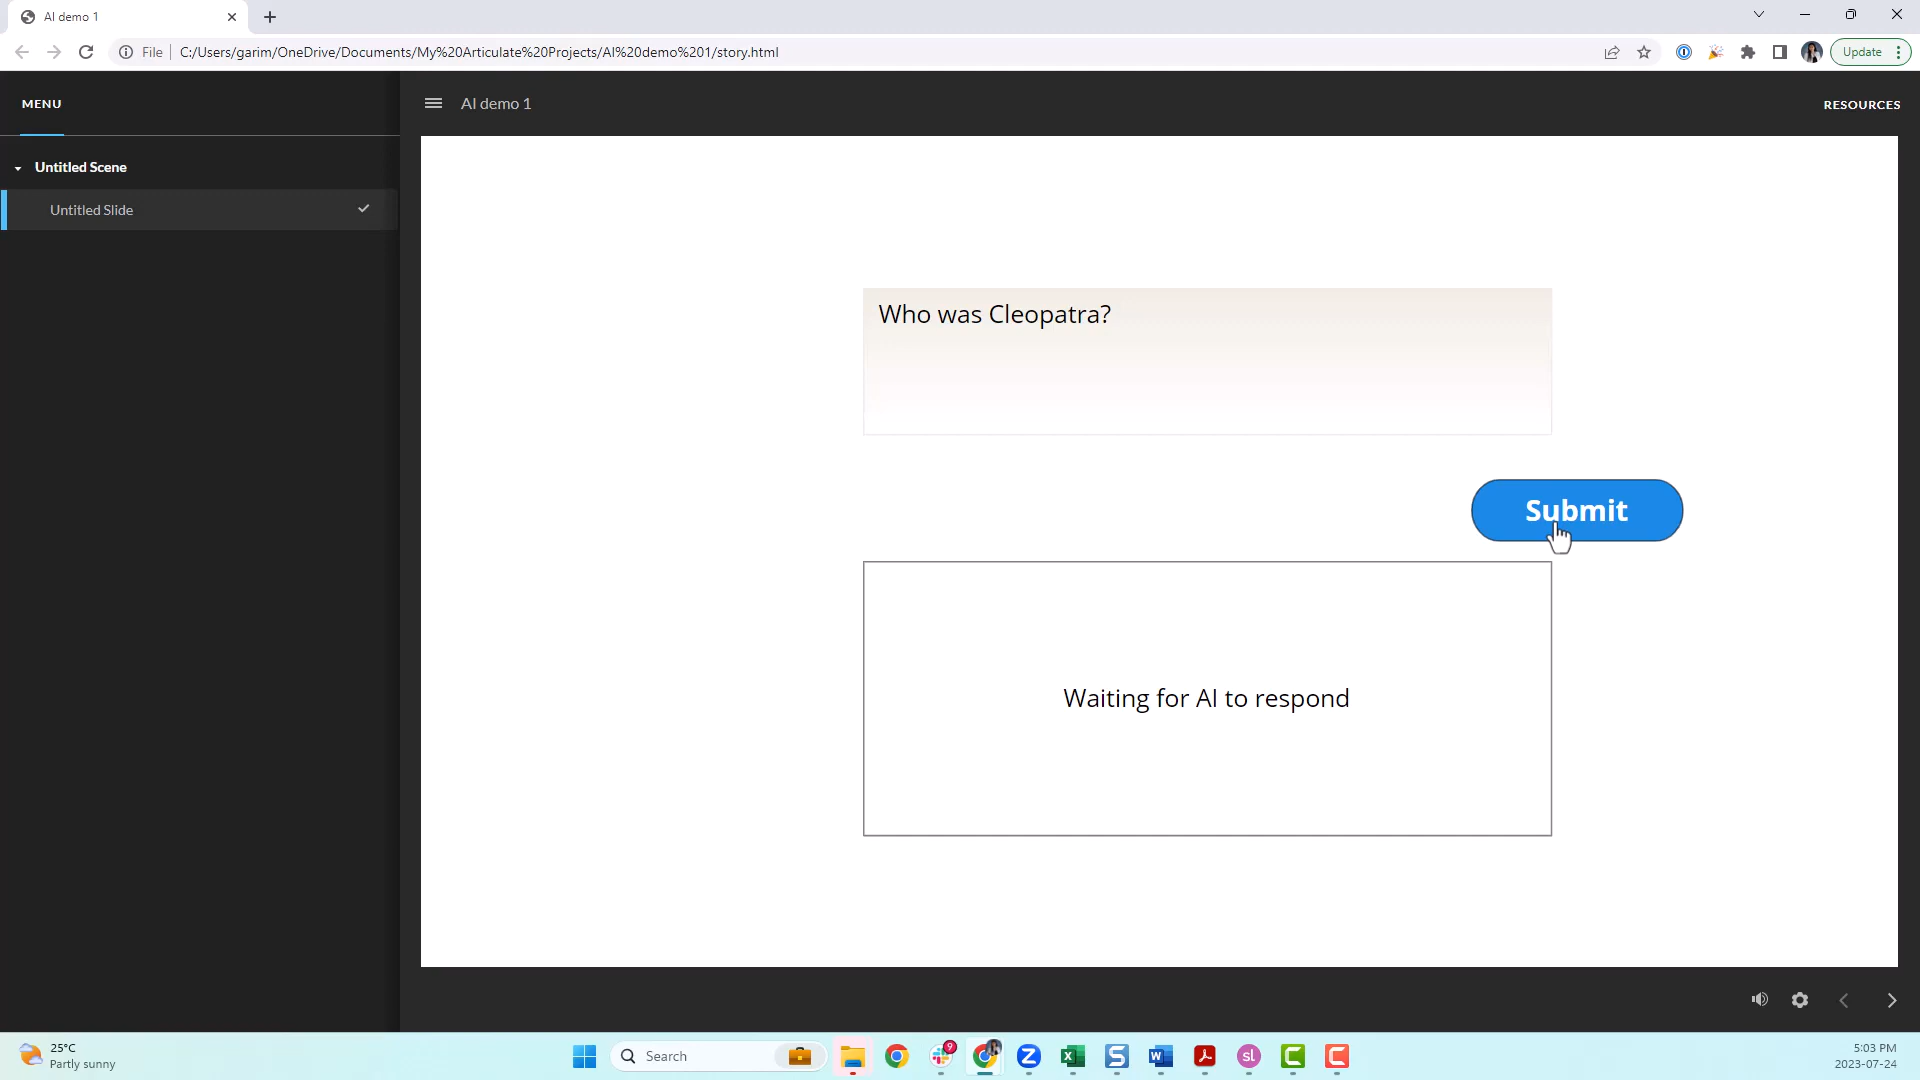 AI demo 1
File
C:/Users/garim/OneDrive/Documents/My%20Articulate%20Projects/AI%20demo%201/story.html
Update
MENU
AI demo 1
RESOURCES
Untitled Scene
Untitled Slide
Who was Cleopatra?
Submit
Waiting for AI to respond
25°C
Partly sunny
Search
9
Z
X
S
W
sl
C
C
5:03 PM
2023-07-24